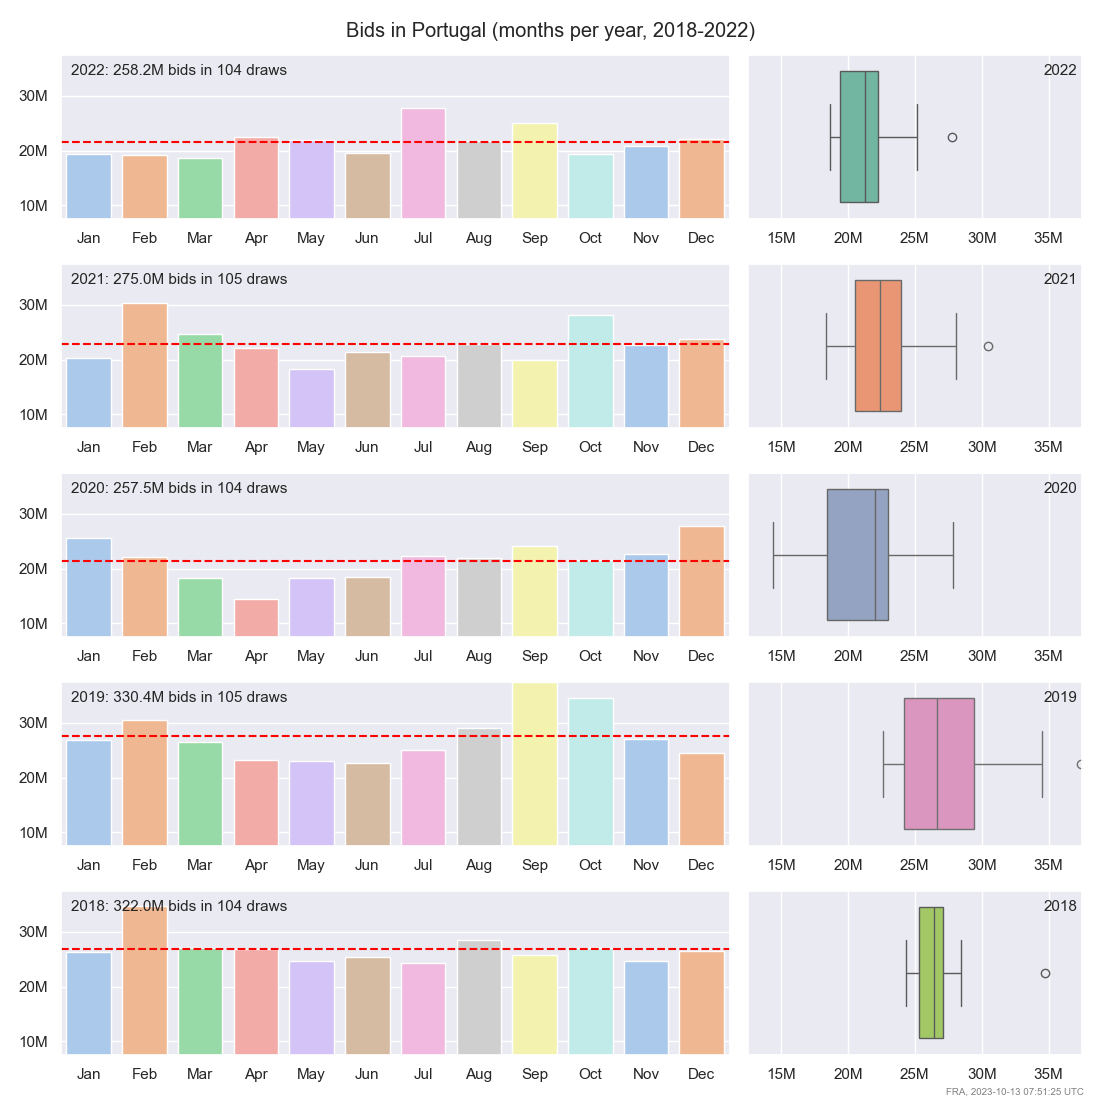 Bids in Portugal (months per year, 2018-2022)
2022: 258.2M bids in 104 draws
30M
20M
10M
Jan Feb Mar Apr May Jun Jul Aug Sep Oct Nov Dec
2022
15M 20M 25M 30M 35M
2021: 275.0M bids in 105 draws
30M
20M
10M
Jan Feb Mar Apr May Jun Jul Aug Sep Oct Nov Dec
2021
15M 20M 25M 30M 35M
2020: 257.5M bids in 104 draws
30M
20M
10M
Jan Feb Mar Apr May Jun Jul Aug Sep Oct Nov Dec
2020
15M 20M 25M 30M 35M
2019: 330.4M bids in 105 draws
30M
20M
10M
Jan Feb Mar Apr May Jun Jul Aug Sep Oct Nov Dec
2019
15M 20M 25M 30M 35M
2018: 322.0M bids in 104 draws
30M
20M
10M
Jan Feb Mar Apr May Jun Jul Aug Sep Oct Nov Dec
2018
15M 20M 25M 30M 35M
FRA, 2023-10-13 07:51:25 UTC